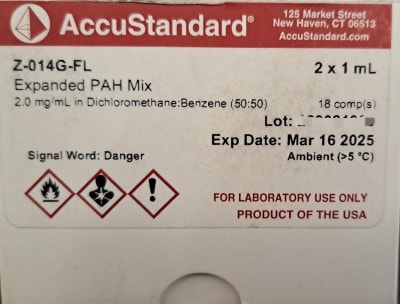 AccuStandard®
125 Market Street
New Haven, CT 06513
AccuStandard.com
Z-014G-FL 2 x 1 mL
Expanded PAH Mix
2.0 mg/mL in Dichloromethane:Benzene (50:50) 18 comp(s)
Lot:
Exp Date: Mar 16 2025
Signal Word: Danger Ambient (>5 °C)
FOR LABORATORY USE ONLY
PRODUCT OF THE USA